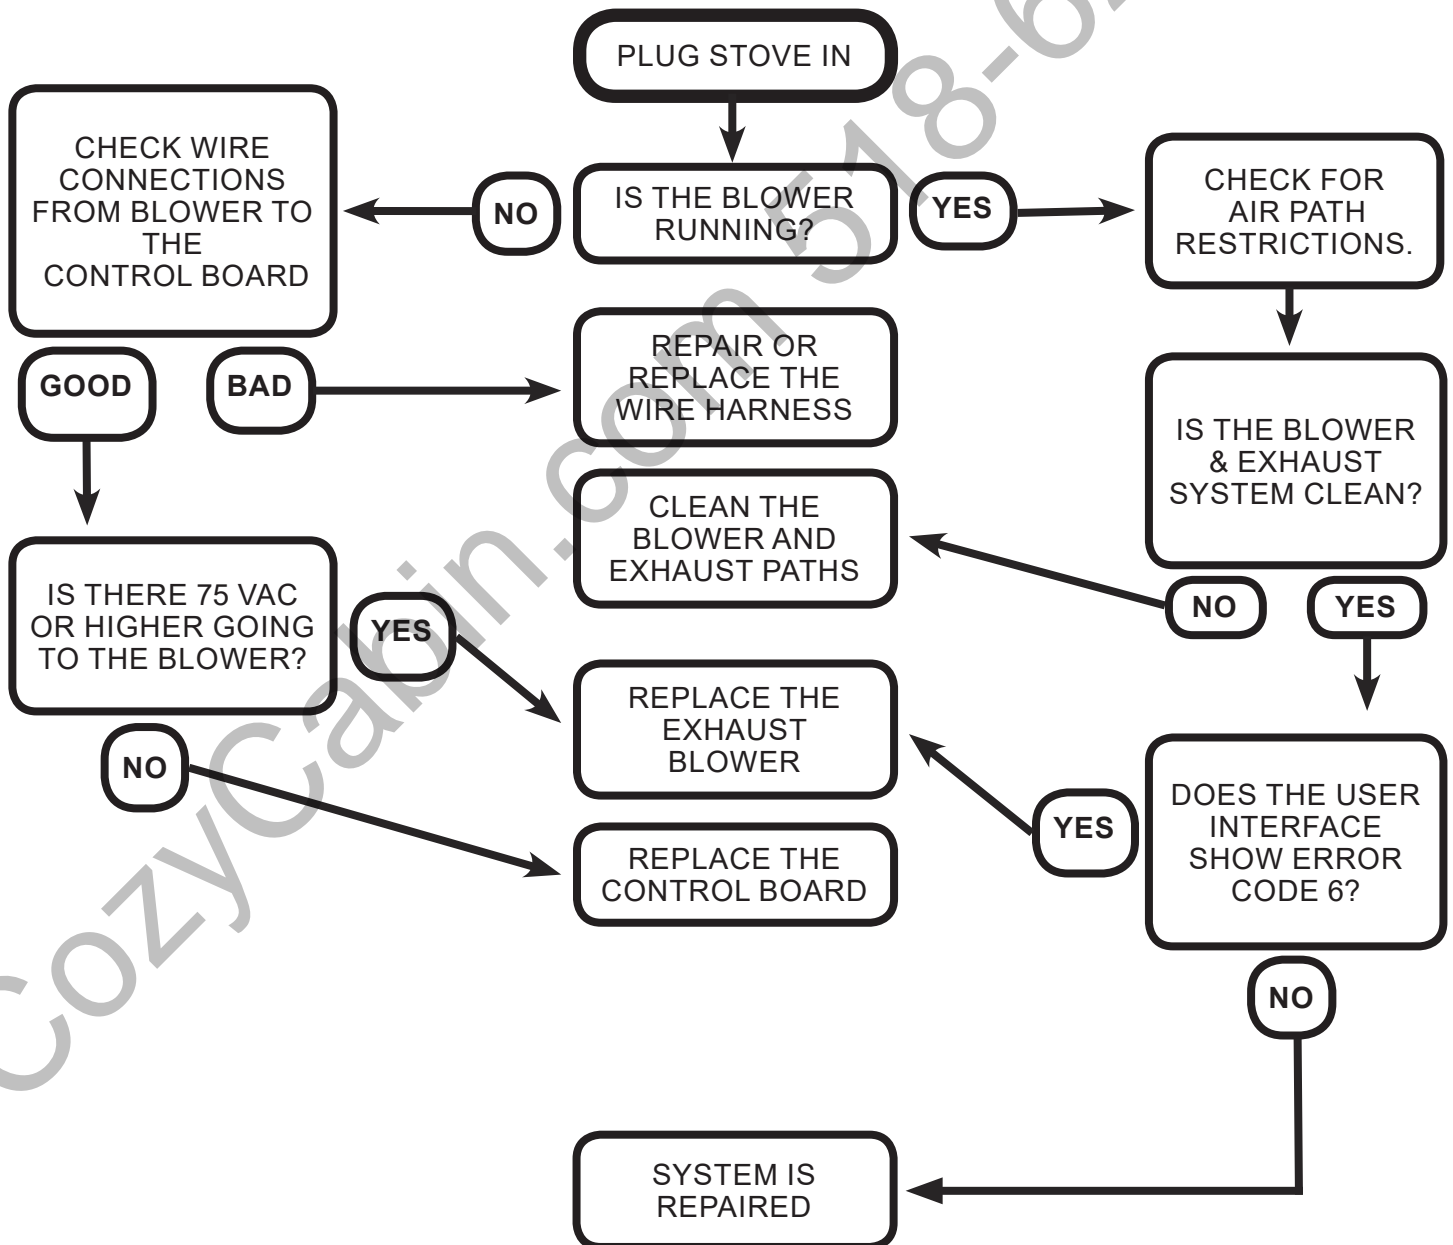 PLUG STOVE IN
IS THE BLOWER
RUNNING?
NO
YES
CHECK WIRE
CONNECTIONS
FROM BLOWER TO
THE
CONTROL BOARD
GOOD
BAD
REPAIR OR
REPLACE THE
WIRE HARNESS
IS THERE 75 VAC
OR HIGHER GOING
TO THE BLOWER?
YES
NO
CHECK FOR
AIR PATH
RESTRICTIONS.
IS THE BLOWER
& EXHAUST
SYSTEM CLEAN?
NO
YES
CLEAN THE
BLOWER AND
EXHAUST PATHS
REPLACE THE
EXHAUST
BLOWER
REPLACE THE
CONTROL BOARD
DOES THE USER
INTERFACE
SHOW ERROR
CODE 6?
YES
NO
SYSTEM IS
REPAIRED
CozyCabin.com